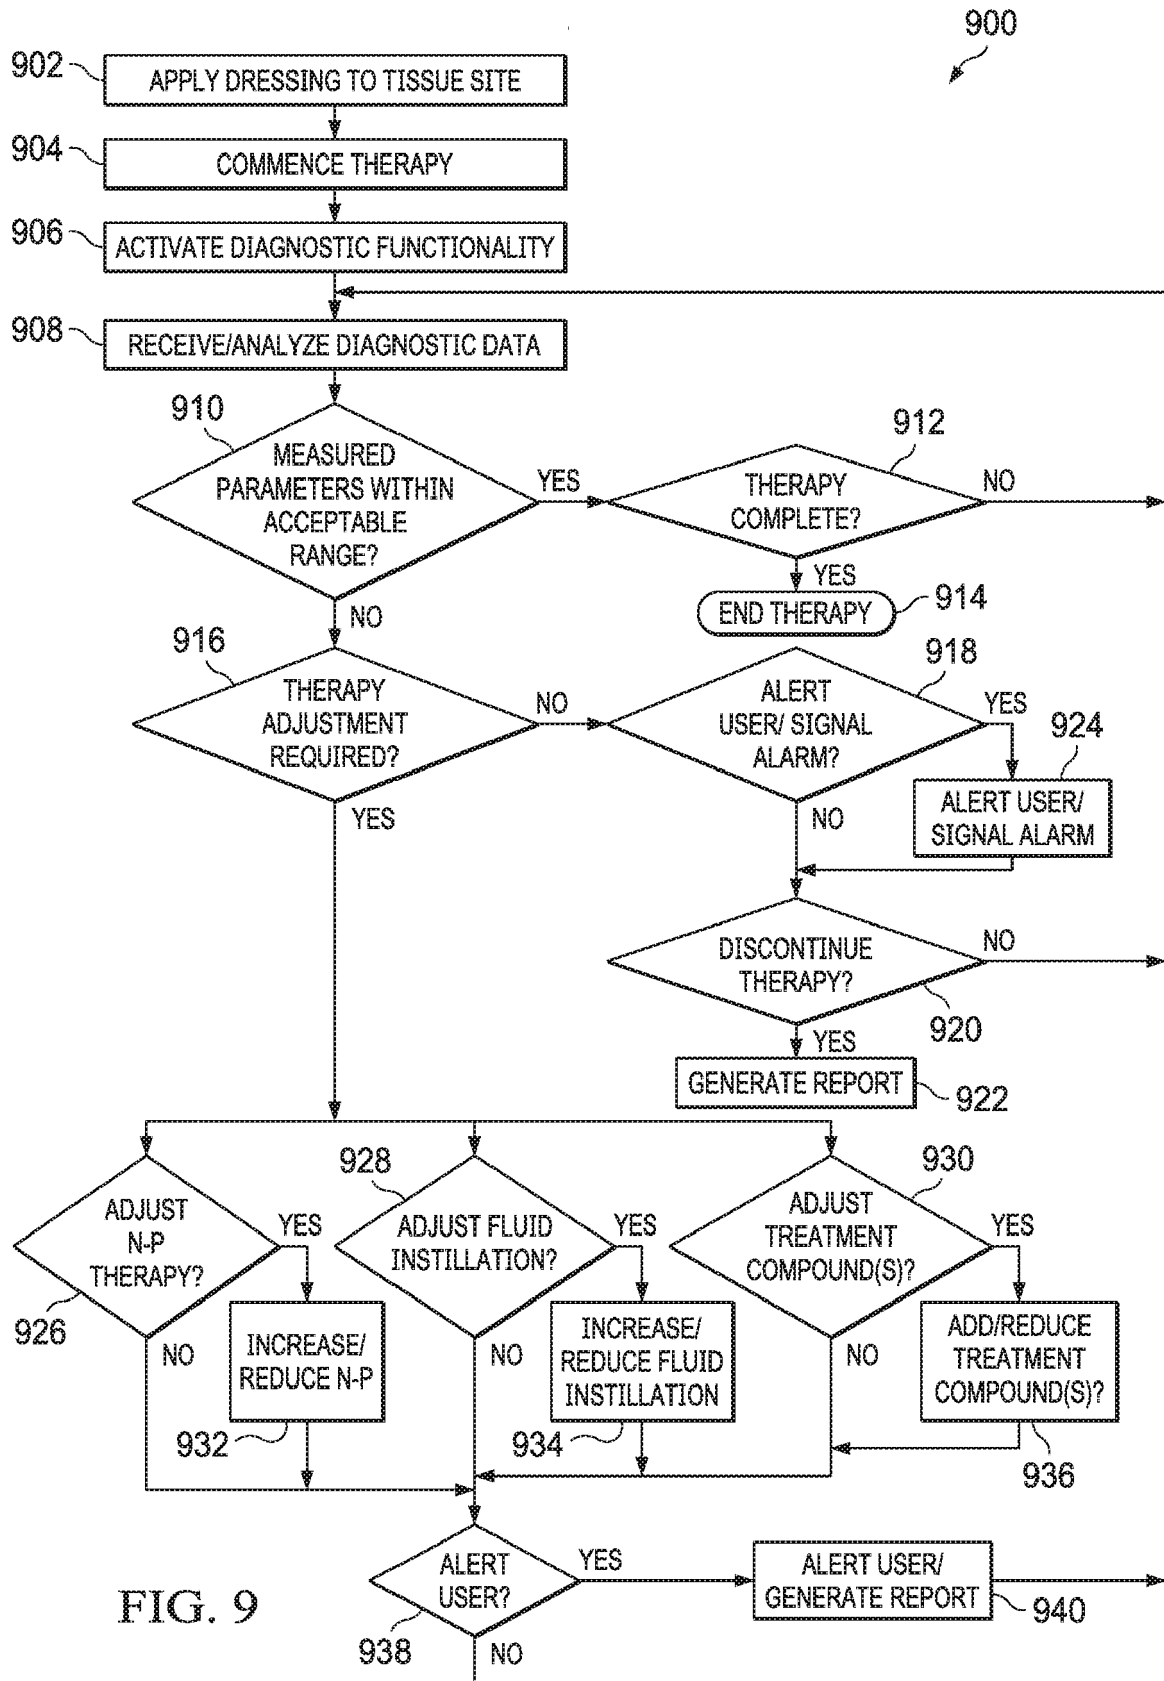 900
902
APPLY DRESSING TO TISSUE SITE
904
COMMENCE THERAPY
906
ACTIVATE DIAGNOSTIC FUNCTIONALITY
908
RECEIVE/ANALYZE DIAGNOSTIC DATA
910
MEASURED
PARAMETERS WITHIN
ACCEPTABLE
RANGE?
YES
NO
912
THERAPY
COMPLETE?
NO
YES
END THERAPY
914
916
THERAPY
ADJUSTMENT
REQUIRED?
NO
YES
918
ALERT
USER/ SIGNAL
ALARM?
YES
NO
924
ALERT USER/
SIGNAL ALARM
DISCONTINUE
THERAPY?
NO
920
YES
GENERATE REPORT
922
ADJUST
N-P
THERAPY?
YES
926
NO
INCREASE/
REDUCE N-P
932
928
ADJUST FLUID
INSTILLATION?
YES
NO
INCREASE/
REDUCE FLUID
INSTILLATION
934
930
ADJUST
TREATMENT
COMPOUND(S)?
YES
NO
ADD/REDUCE
TREATMENT
COMPOUND(S)?
936
ALERT
USER?
YES
938
NO
ALERT USER/
GENERATE REPORT
940
FIG. 9